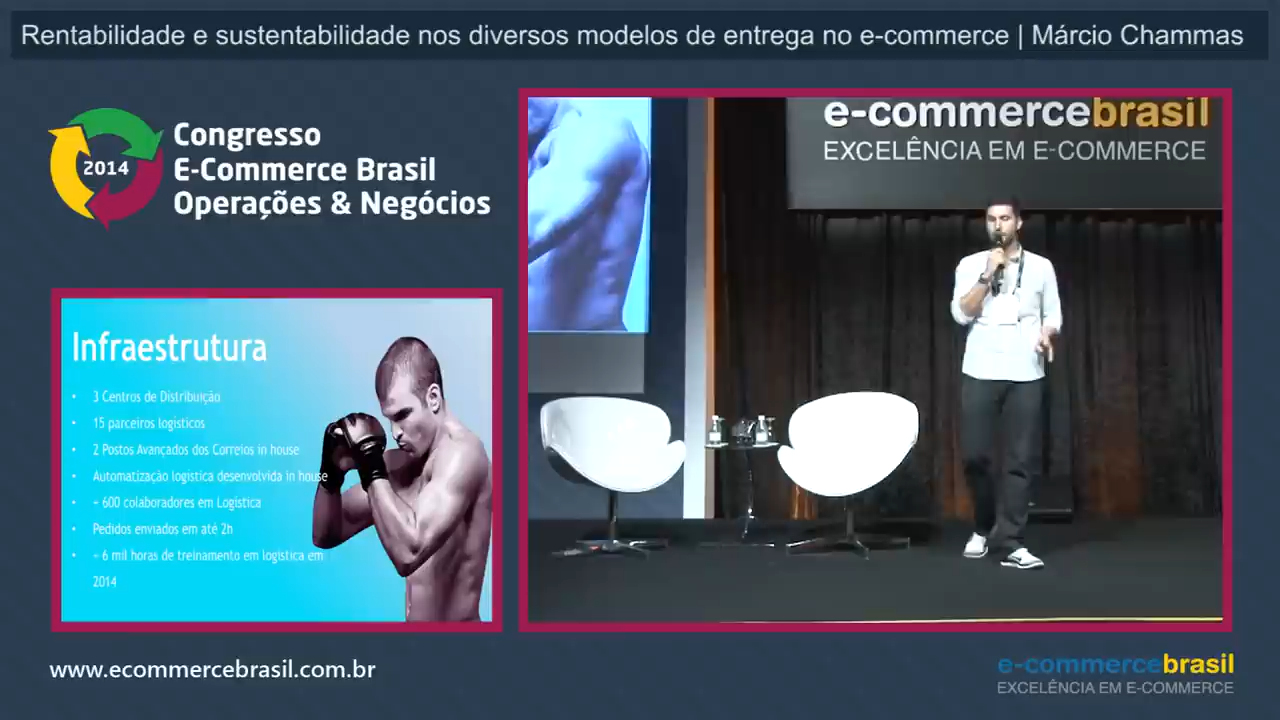 Rentabilidade e sustentabilidade nos diversos modelos de entrega no e-commerce | Márcio Chammas
2014
Congresso
E-Commerce Brasil
Operações & Negócios
e-commercebrasil
EXCELÊNCIA EM E-COMMERCE
Infraestrutura
• 3 Centros de Distribuição
• 15 parceiros logísticos
• 2 Postos Avançados dos Correios in house
• Automatização logística desenvolvida in house
• + 600 colaboradores em Logística
• Pedidos enviados em até 2h
• + 6 mil horas de treinamento em logística em
2014
www.ecommercebrasil.com.br
e-commercebrasil
EXCELÊNCIA EM E-COMMERCE